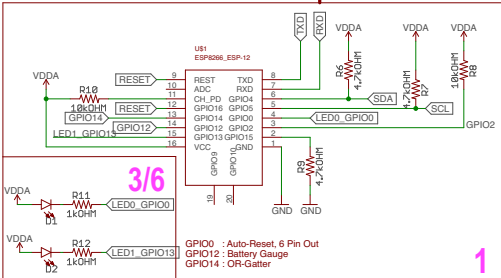 TXD
RXD
VDDA
VDDA
VDDA
U$1
ESP8266_ESP-12
R6
4.7kOHM
R7
4.7kOHM
R8
10kOHM
VDDA
R10
10kOHM
RESET
RESET
GPIO14
GPIO12
LED1_GPIO13
9 REST TXD 8
10 ADC RXD 7
11 CH_PD GPIO4 6
12 GPIO16 GPIO5 5
13 GPIO14 GPIO0 4
14 GPIO12 GPIO2 3
15 GPIO13 GPIO15 2
16 VCC GND 1
GPIO9
GPIO10
19
20
SDA
SCL
LED0_GPIO0
GPIO2
R9
4.7kOHM
GND
GND
3/6
VDDA
D1
R11
1kOHM
LED0_GPIO0
VDDA
D2
R12
1kOHM
LED1_GPIO13
GPIO0 : Auto-Reset, 6 Pin Out
GPIO12 : Battery Gauge
GPIO14 : OR-Gatter
1